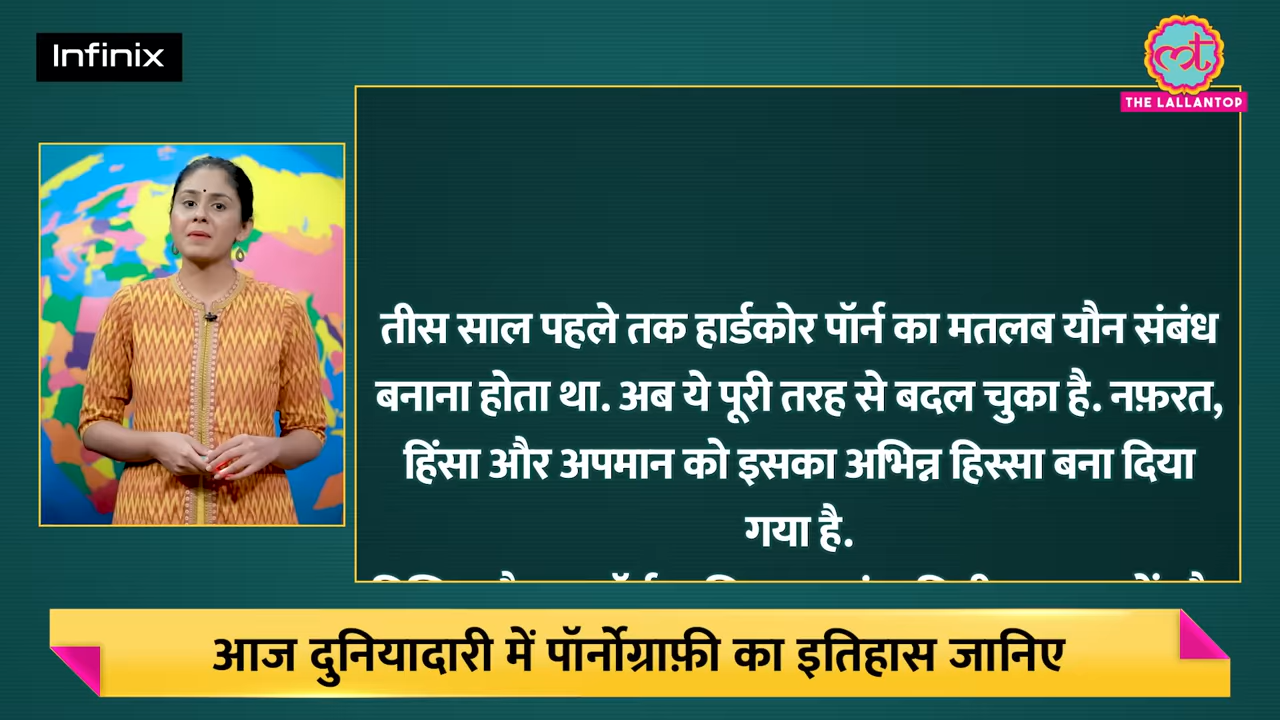 Infinix
THE LALLANTOP
तीस साल पहले तक हार्डकोर पॉर्न का मतलब यौन संबंध
बनाना होता था. अब ये पूरी तरह से बदल चुका है. नफ़रत,
हिंसा और अपमान को इसका अभिन्न हिस्सा बना दिया
गया है.
आज दुनियादारी में पॉर्नोग्राफ़ी का इतिहास जानिए